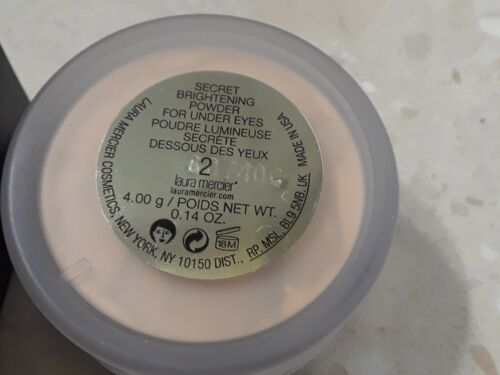 SECRET
BRIGHTENING
POWDER
FOR UNDER EYES
POUDRE LUMINEUSE
SECRÈTE
DESSOUS DES YEUX
2
laura mercier
lauramercier.com
4.00 g / POIDS NET WT.
0.14 OZ.
18M
LAURA MERCIER COSMETICS, NEW YORK, NY 10150 DIST., RP, MSL, BL9 5NB, UK MADE IN USA